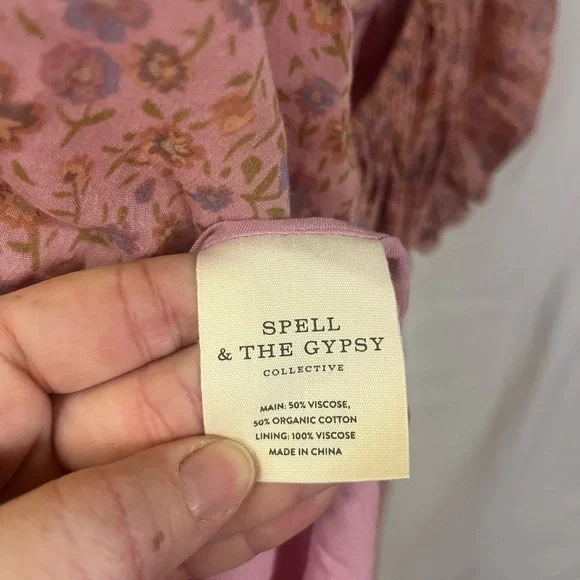 SPELL
& THE GYPSY
COLLECTIVE
MAIN: 50% VISCOSE,
50% ORGANIC COTTON
LINING: 100% VISCOSE
MADE IN CHINA